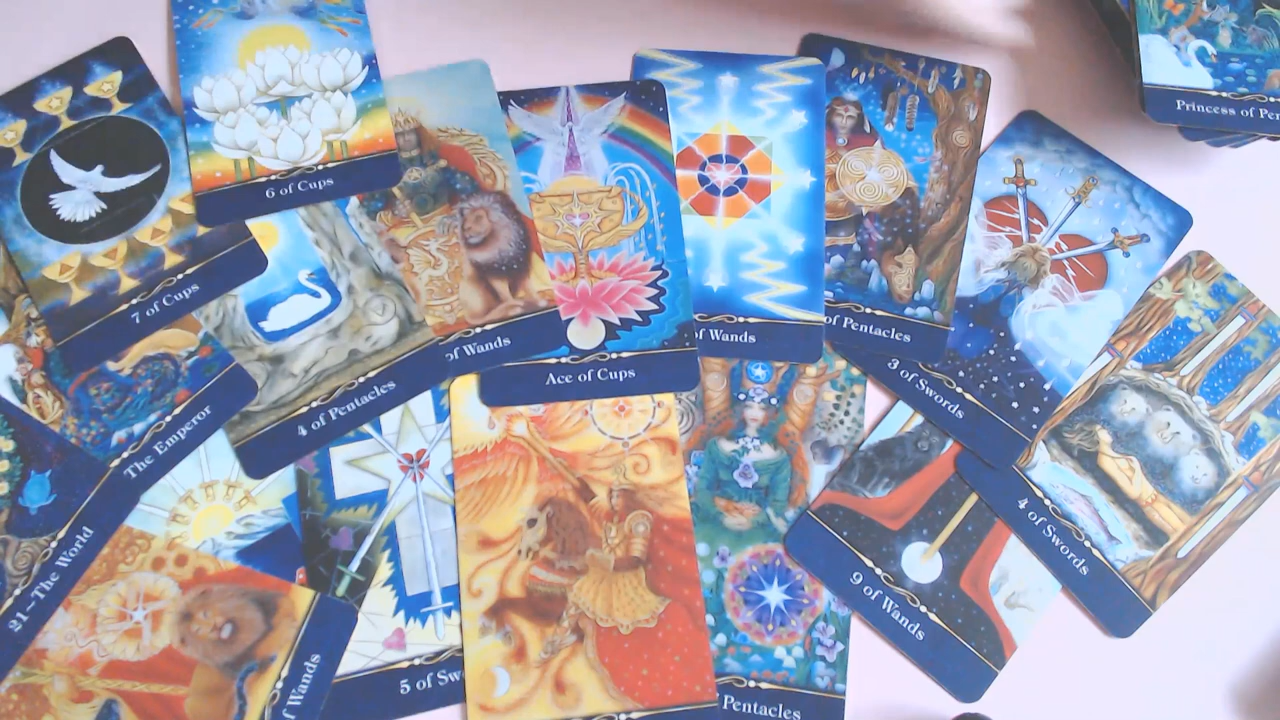 Princess of Pen
6 of Cups
7 of Cups
of Wands
of Wands
of Pentacles
Ace of Cups
3 of Swords
4 of Pentacles
The Emperor
4 of Swords
21~The World
9 of Wands
f Wands
5 of Sw
Pentacles